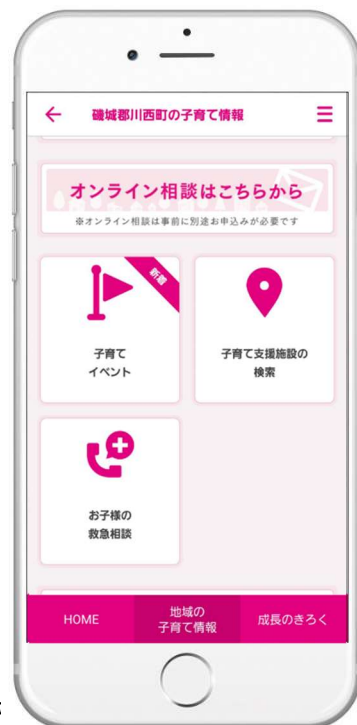 磯城郡川西町の子育て情報
オンライン相談はこちらから
※オンライン相談は事前に別途お申込みが必要です
新着
子育て
イベント
子育て支援施設の
検索
お子様の
救急相談
HOME
地域の
子育て情報
成長のきろく